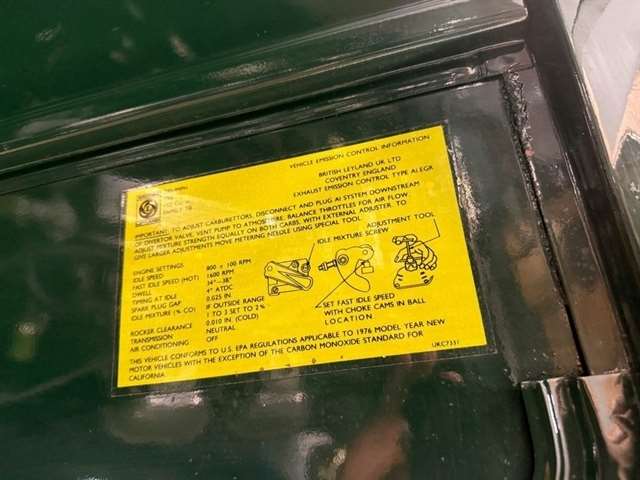 VEHICLE EMISSION CONTROL INFORMATION
BRITISH LEYLAND UK LTD
COVENTRY ENGLAND
EXHAUST EMISSION CONTROL TYPE ALEGR
IMPORTANT: TO ADJUST CARBURETTORS, DISCONNECT AND PLUG AI SYSTEM DOWNSTREAM
OF DIVERTOR VALVE, VENT PUMP TO ATMOSPHERE. BALANCE THROTTLES FOR AIR FLOW.
ADJUST MIXTURE STRENGTH EQUALLY ON BOTH CARBS, WITH EXTERNAL ADJUSTER TO
GIVE LARGER ADJUSTMENTS MOVE METERING NEEDLE USING SPECIAL TOOL.
ENGINE SETTINGS
IDLE SPEED 800 ± 100 RPM
FAST IDLE SPEED (HOT) 1600 RPM
DWELL 34°–38°
TIMING AT IDLE 4° ATDC
SPARK PLUG GAP 0.025 IN
IDLE MIXTURE (% CO) IF OUTSIDE RANGE
1 TO 3 SET TO 2%
ROCKER CLEARANCE 0.010 IN (COLD)
TRANSMISSION NEUTRAL
AIR CONDITIONING OFF
IDLE MIXTURE
SCREW
ADJUSTMENT TOOL
SET FAST IDLE SPEED
WITH CHOKE CAMS IN BALL
LOCATION.
THIS VEHICLE CONFORMS TO U.S. EPA REGULATIONS APPLICABLE TO 1976 MODEL YEAR NEW
MOTOR VEHICLES WITH THE EXCEPTION OF THE CARBON MONOXIDE STANDARD FOR
CALIFORNIA
UKC7331